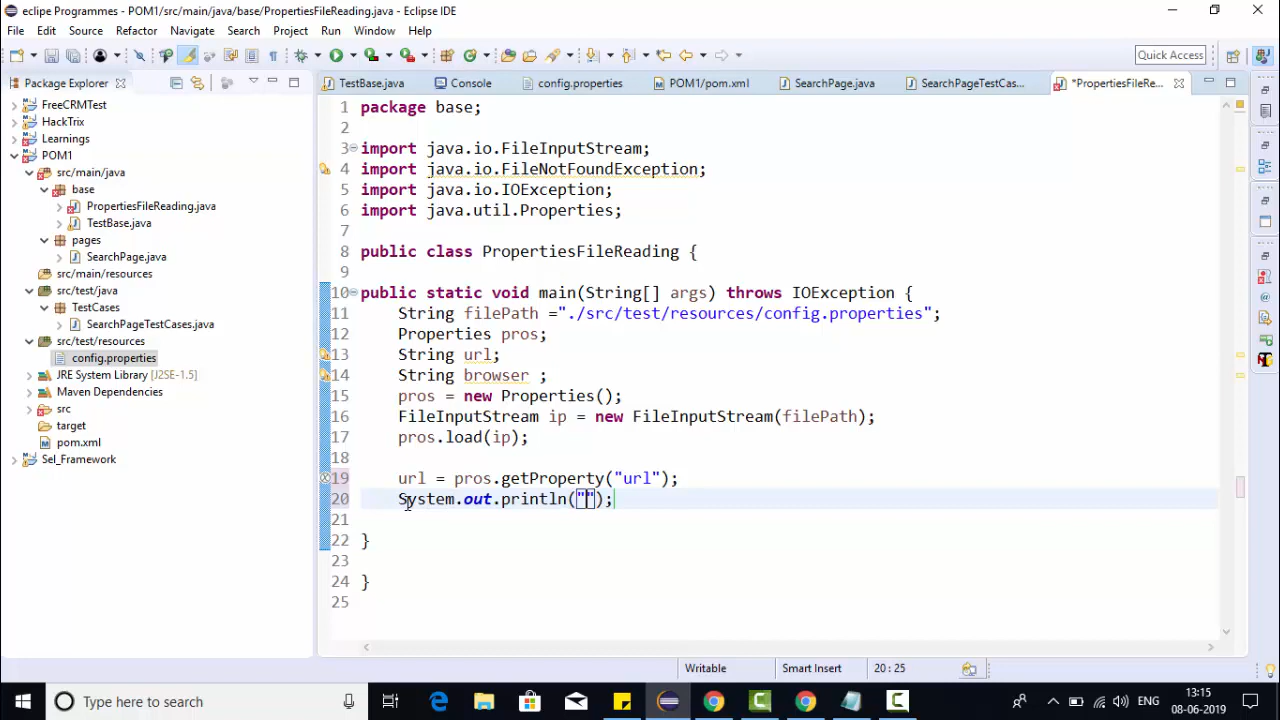 eclipe Programmes - POM1/src/main/java/base/PropertiesFileReading.java - Eclipse IDE
File Edit Source Refactor Navigate Search Project Run Window Help
Quick Access
Package Explorer
TestBase.java Console config.properties POM1/pom.xml SearchPage.java SearchPageTestCas... *PropertiesFileRe...
FreeCRMTest
HackTrix
Learnings
POM1
src/main/java
base
PropertiesFileReading.java
TestBase.java
pages
SearchPage.java
src/main/resources
src/test/java
TestCases
SearchPageTestCases.java
src/test/resources
config.properties
JRE System Library [J2SE-1.5]
Maven Dependencies
src
target
pom.xml
Sel_Framework
1 package base;
2
3 import java.io.FileInputStream;
4 import java.io.FileNotFoundException;
5 import java.io.IOException;
6 import java.util.Properties;
7
8 public class PropertiesFileReading {
9
10 public static void main(String[] args) throws IOException {
11 String filePath ="./src/test/resources/config.properties";
12 Properties pros;
13 String url;
14 String browser ;
15 pros = new Properties();
16 FileInputStream ip = new FileInputStream(filePath);
17 pros.load(ip);
18
19 url = pros.getProperty("url");
20 System.out.println("");
21
22 }
23
24 }
25
Writable Smart Insert 20 : 25
Type here to search
ENG
13:15
08-06-2019